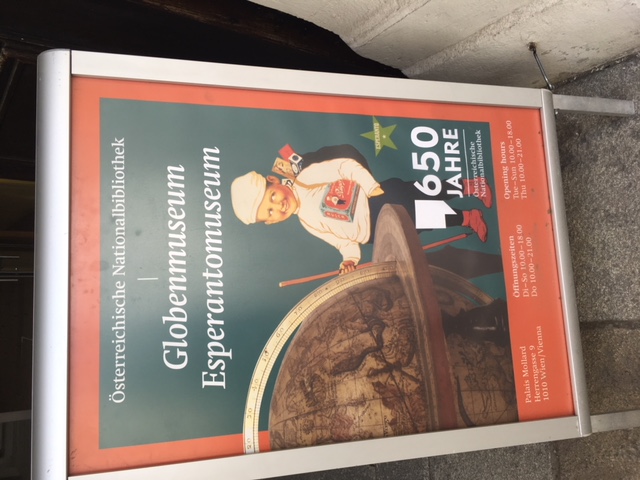 Österreichische Nationalbibliothek
Globenmuseum
Esperantomuseum
ESPERANTO
650
JAHRE
Österreichische
Nationalbibliothek
Palais Mollard
Herrengasse 9
1010 Wien/Vienna
Öffnungszeiten
Di–So 10.00–18.00
Do 10.00–21.00
Opening hours
Tue–Sun 10.00–18.00
Thu 10.00–21.00